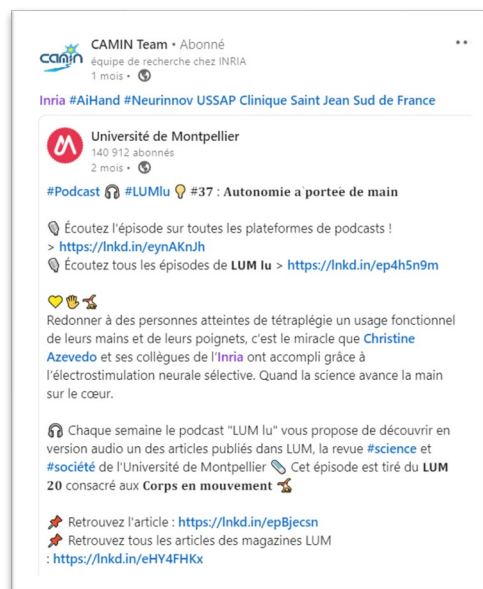 camin
CAMIN Team • Abonné
équipe de recherche chez INRIA
1 mois •
Inria #AiHand #Neurinnov USSAP Clinique Saint Jean Sud de France
Université de Montpellier
140 912 abonnés
2 mois •
#Podcast 🎧 #LUMlu 💡 #37 : Autonomie à portée de main
🎙 Écoutez l'épisode sur toutes les plateformes de podcasts !
> https://lnkd.in/eynAKnJh
🎙 Écoutez tous les épisodes de LUM lu > https://lnkd.in/ep4h5n9m
💛🖐🤸
Redonner à des personnes atteintes de tétraplégie un usage fonctionnel
de leurs mains et de leurs poignets, c'est le miracle que Christine
Azevedo et ses collègues de l'Inria ont accompli grâce à
l'électrostimulation neurale sélective. Quand la science avance la main
sur le cœur.
🎧 Chaque semaine le podcast "LUM lu" vous propose de découvrir en
version audio un des articles publiés dans LUM, la revue #science et
#société de l'Université de Montpellier 📎 Cet épisode est tiré du LUM
20 consacré aux Corps en mouvement 🤸
📌 Retrouvez l'article : https://lnkd.in/epBjecsn
📌 Retrouvez tous les articles des magazines LUM
: https://lnkd.in/eHY4FHKx